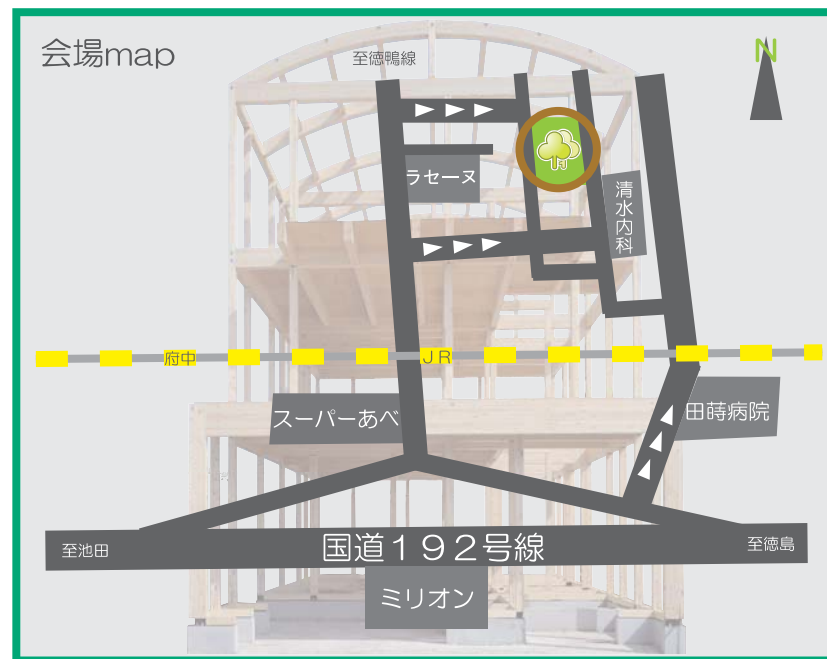 会場map
至徳鴨線
N
ラセーヌ
清水内科
府中
JR
スーパーあべ
田蒔病院
国道192号線
至池田
至徳島
ミリオン